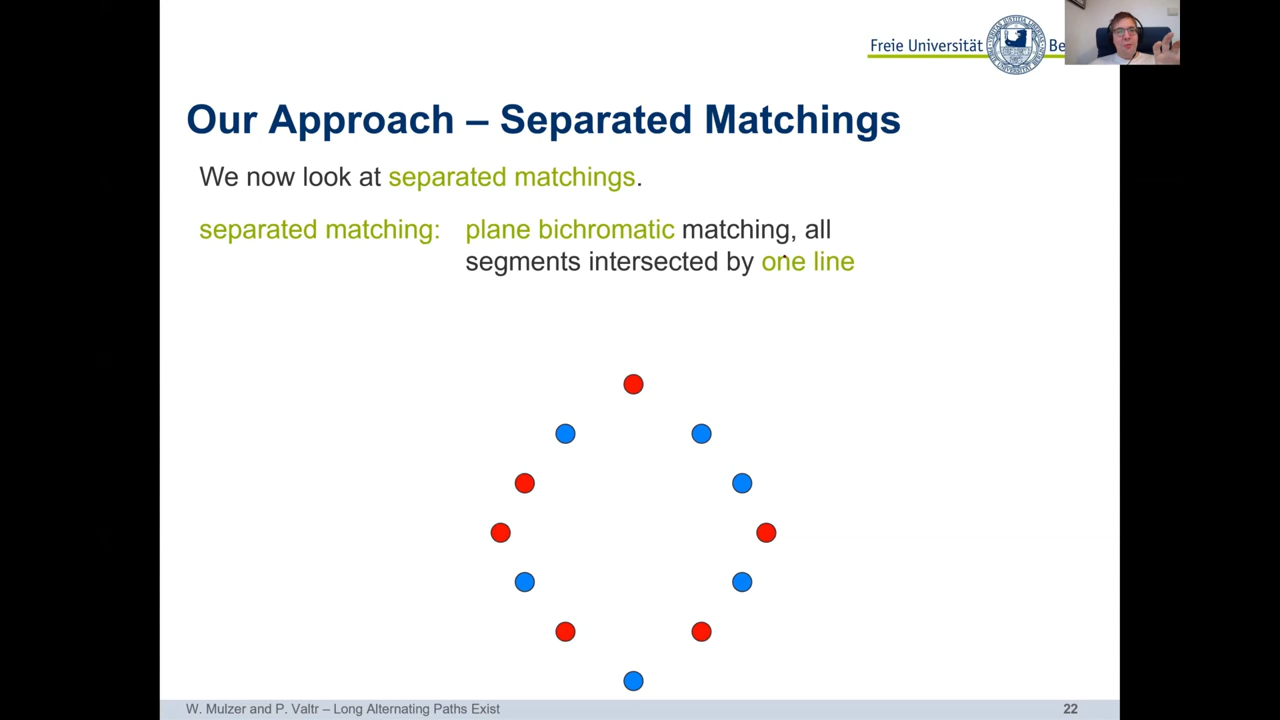 Freie Universität Be
Our Approach – Separated Matchings
We now look at separated matchings.
separated matching: plane bichromatic matching, all
segments intersected by one line
W. Mulzer and P. Valtr – Long Alternating Paths Exist 22